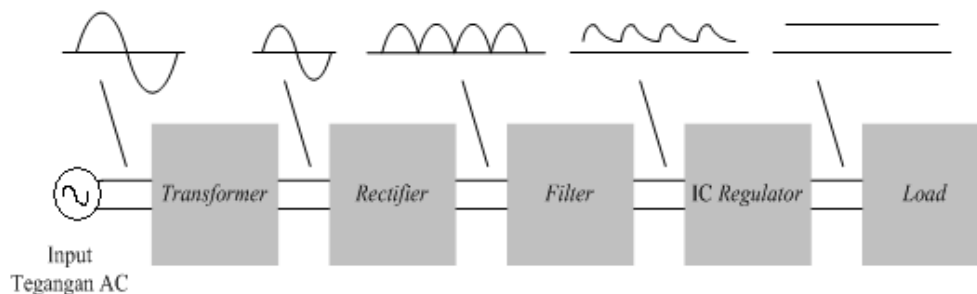 Transformer
Rectifier
Filter
IC Regulator
Load
Input
Tegangan AC